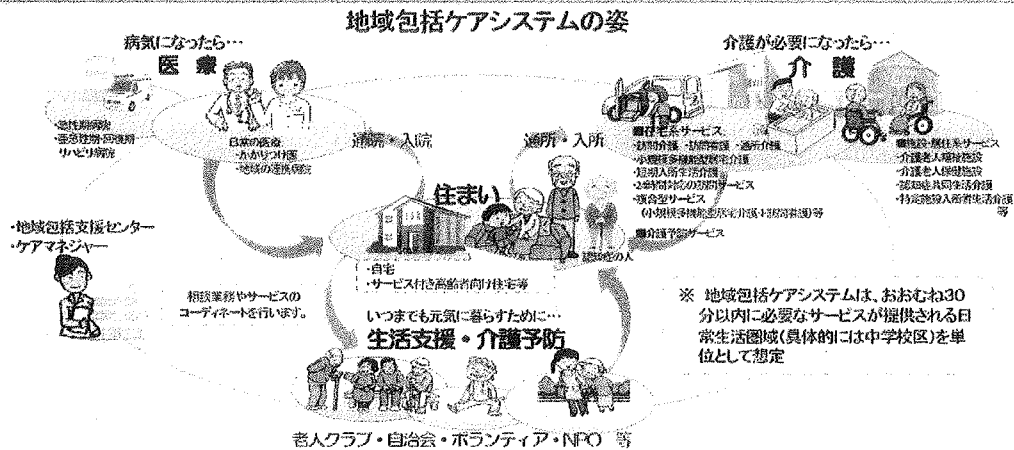 地域包括ケアシステムの姿
病気になったら…
医療
・急性期病院
・亜急性期・回復期
リハビリ病院
日常の医療
・かかりつけ医
・地域の連携病院
通院・入院
介護が必要になったら…
介護
通所・入所
■在宅系サービス
・訪問介護・訪問看護・通所介護
・小規模多機能型居宅介護
・短期入所生活介護
・24時間対応の訪問サービス
・複合型サービス
(小規模多機能型居宅介護+訪問看護)等
■介護予防サービス
■施設・居住系サービス
・介護老人福祉施設
・介護老人保健施設
・認知症共同生活介護
・特定施設入所者生活介護
等
住まい
認知症の人
・自宅
・サービス付き高齢者向け住宅等
・地域包括支援センター
・ケアマネジャー
相談業務やサービスの
コーディネートを行います。
いつまでも元気に暮らすために…
生活支援・介護予防
老人クラブ・自治会・ボランティア・NPO 等
※ 地域包括ケアシステムは、おおむね30
分以内に必要なサービスが提供される日
常生活圏域(具体的には中学校区)を単
位として想定